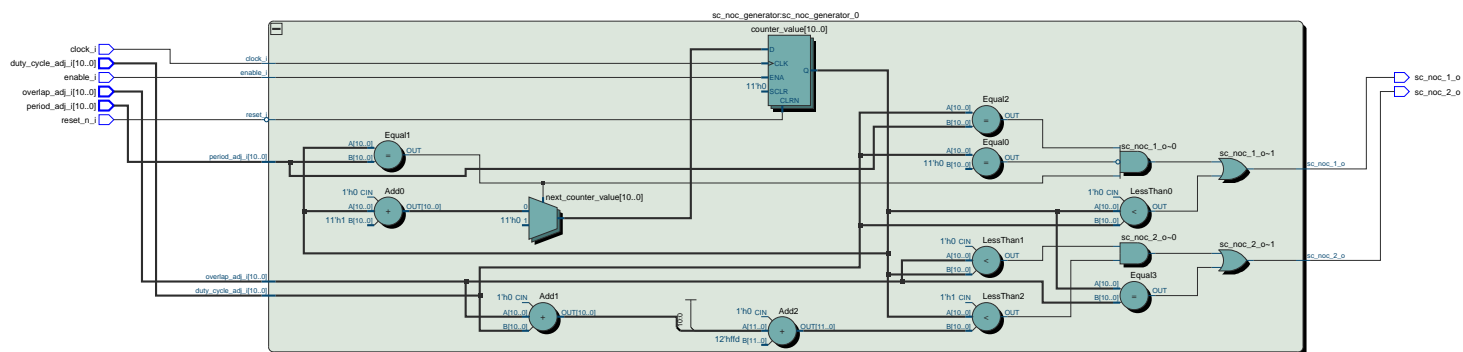 sc_noc_generator:sc_noc_generator_0
counter_value[10..0]
clock_i
duty_cycle_adj_i[10..0]
enable_i
overlap_adj_i[10..0]
period_adj_i[10..0]
reset_n_i
clock_i
enable_i
reset_
period_adj_i[10..0]
overlap_adj_i[10..0]
duty_cycle_adj_i[10..0]
D
CLK
ENA
11'h0 SCLR
CLRN
Q
Equal1
A[10..0]
B[10..0]
=
OUT
Add0
1'h0 CIN
A[10..0]
11'h1 B[10..0]
+
OUT[10..0]
next_counter_value[10..0]
0
11'h0 1
Equal2
A[10..0]
B[10..0]
=
OUT
Equal0
A[10..0]
11'h0 B[10..0]
=
OUT
sc_noc_1_o~0
sc_noc_1_o~1
sc_noc_1_o
sc_noc_1_o
sc_noc_2_o
LessThan0
1'h0 CIN
A[10..0]
B[10..0]
<
OUT
LessThan1
1'h0 CIN
A[10..0]
B[10..0]
<
OUT
sc_noc_2_o~0
sc_noc_2_o~1
sc_noc_2_o
Equal3
A[10..0]
B[10..0]
=
OUT
Add1
1'h0 CIN
A[10..0]
B[10..0]
+
OUT[10..0]
Add2
1'h0 CIN
A[11..0]
12'hffd B[11..0]
+
OUT[11..0]
LessThan2
1'h1 CIN
A[10..0]
B[10..0]
<
OUT